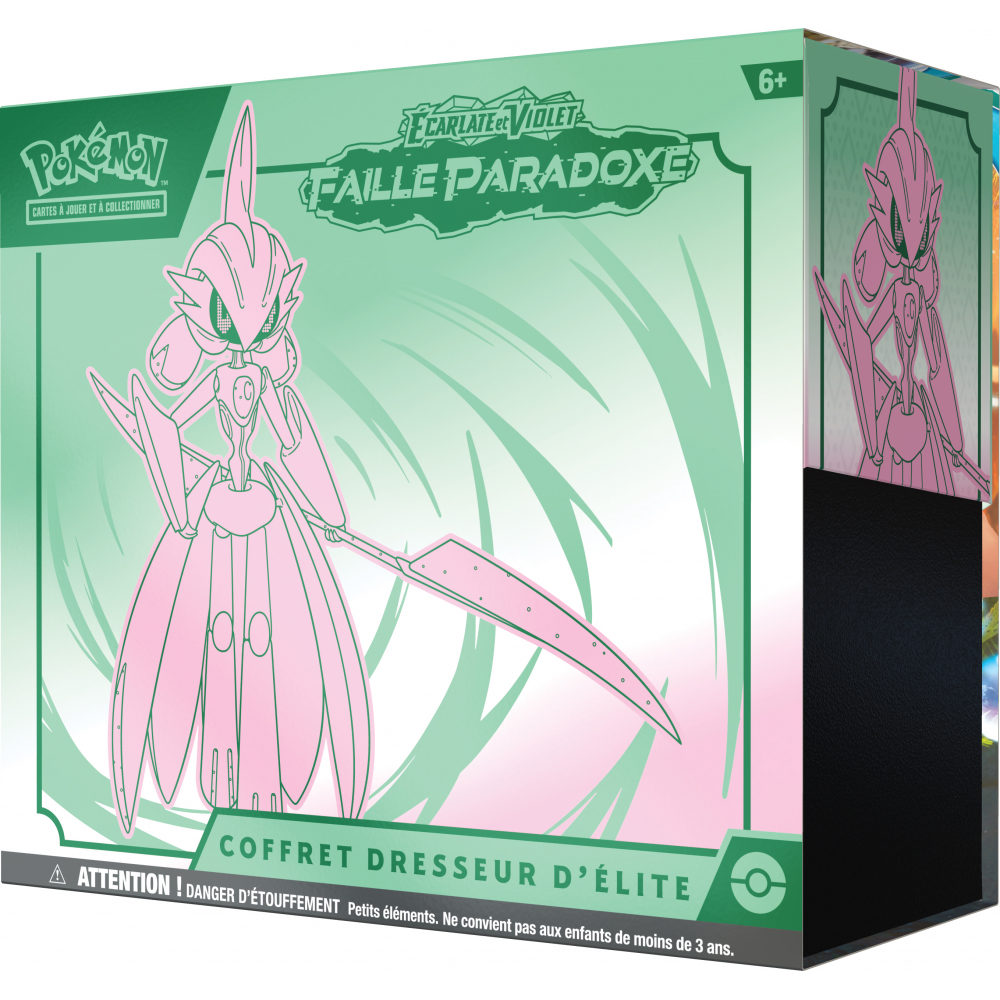 POKÉMON™
CARTES À JOUER ET À COLLECTIONNER
ÉCARLATE et VIOLET
FAILLE PARADOXE
6+
COFFRET DRESSEUR D'ÉLITE
ATTENTION ! DANGER D'ÉTOUFFEMENT Petits éléments. Ne convient pas aux enfants de moins de 3 ans.